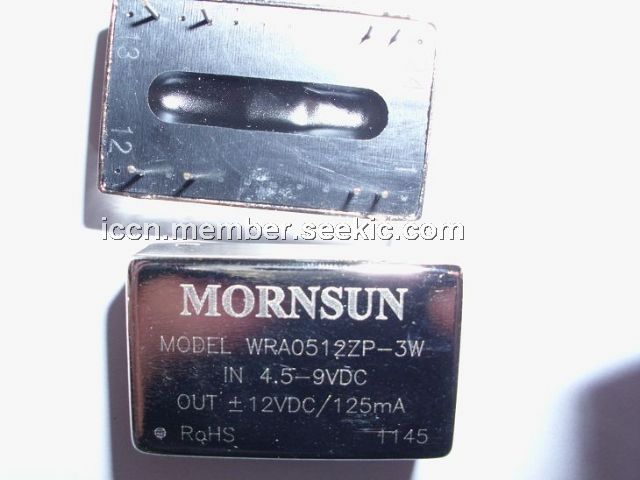 13
12
iccn.member.seekic.com
MORNSUN
MODEL WRA0512ZP-3W
IN 4.5-9VDC
OUT ±12VDC/125mA
RoHS 1145